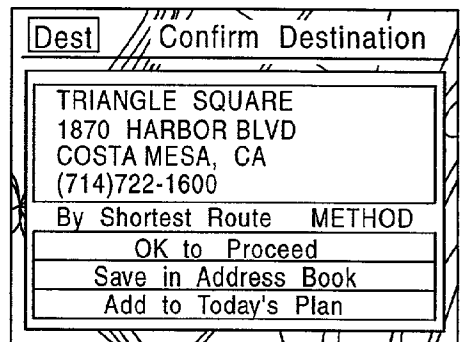 Dest Confirm Destination
TRIANGLE SQUARE
1870 HARBOR BLVD
COSTA MESA, CA
(714)722-1600
By Shortest Route METHOD
OK to Proceed
Save in Address Book
Add to Today's Plan